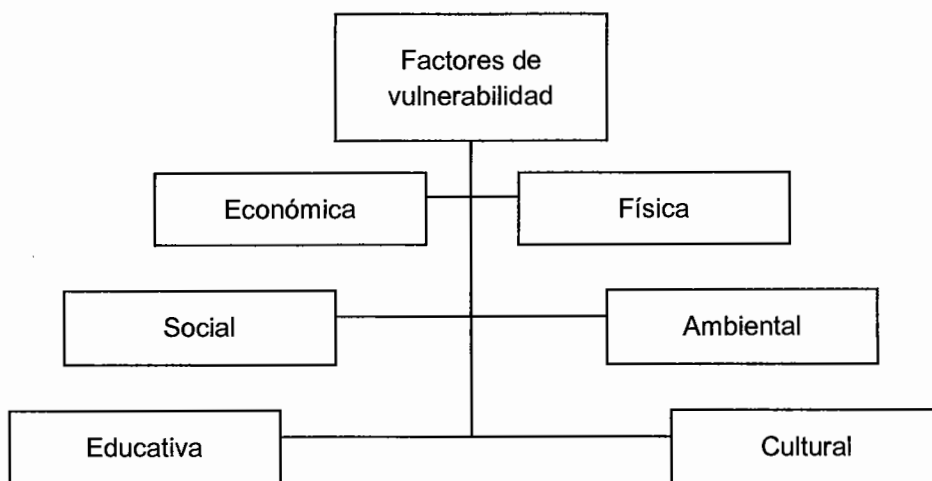 Factores de
vulnerabilidad
Económica
Física
Social
Ambiental
Educativa
Cultural